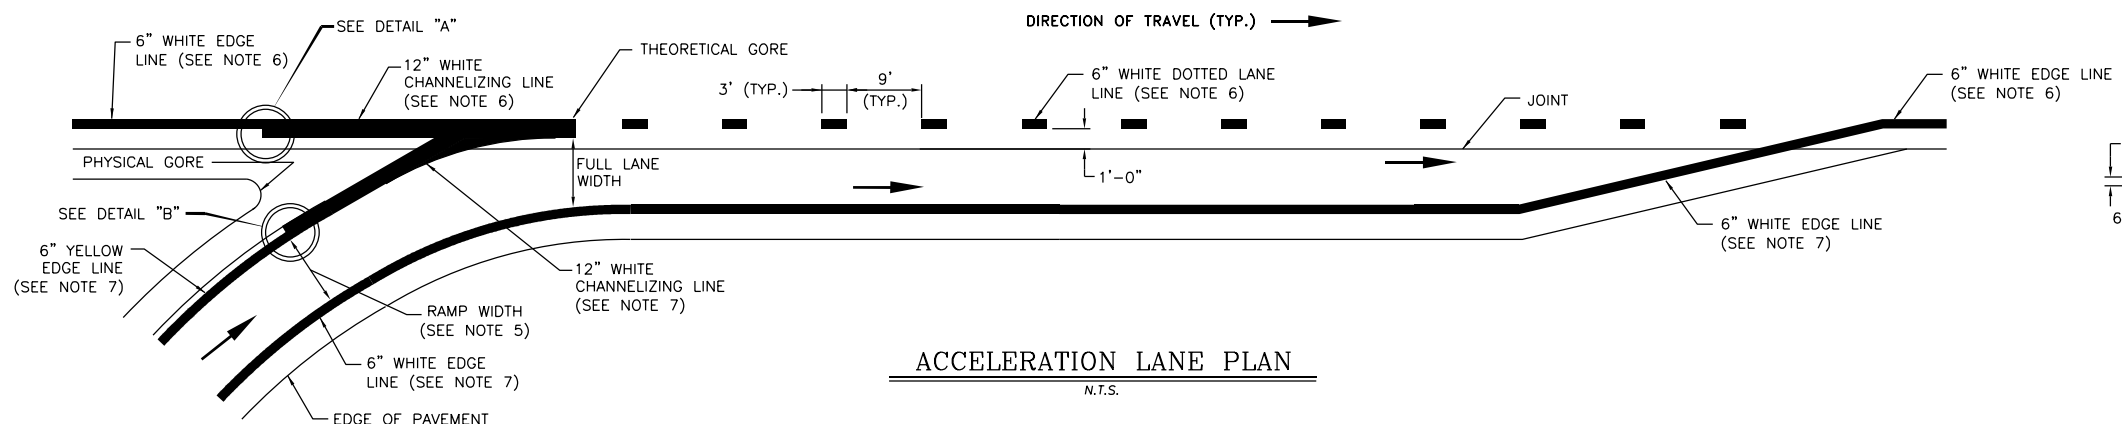 SEE DETAIL "A"
DIRECTION OF TRAVEL (TYP.)
6" WHITE EDGE
LINE (SEE NOTE 6)
12" WHITE
CHANNELIZING LINE
(SEE NOTE 6)
THEORETICAL GORE
3' (TYP.)
9'
(TYP.)
6" WHITE DOTTED LANE
LINE (SEE NOTE 6)
JOINT
6" WHITE EDGE LINE
(SEE NOTE 6)
PHYSICAL GORE
FULL LANE
WIDTH
1'-0"
SEE DETAIL "B"
6" YELLOW
EDGE LINE
(SEE NOTE 7)
12" WHITE
CHANNELIZING LINE
(SEE NOTE 7)
6" WHITE EDGE LINE
(SEE NOTE 7)
6
RAMP WIDTH
(SEE NOTE 5)
6" WHITE EDGE
LINE (SEE NOTE 7)
EDGE OF PAVEMENT
ACCELERATION LANE PLAN
N.T.S.